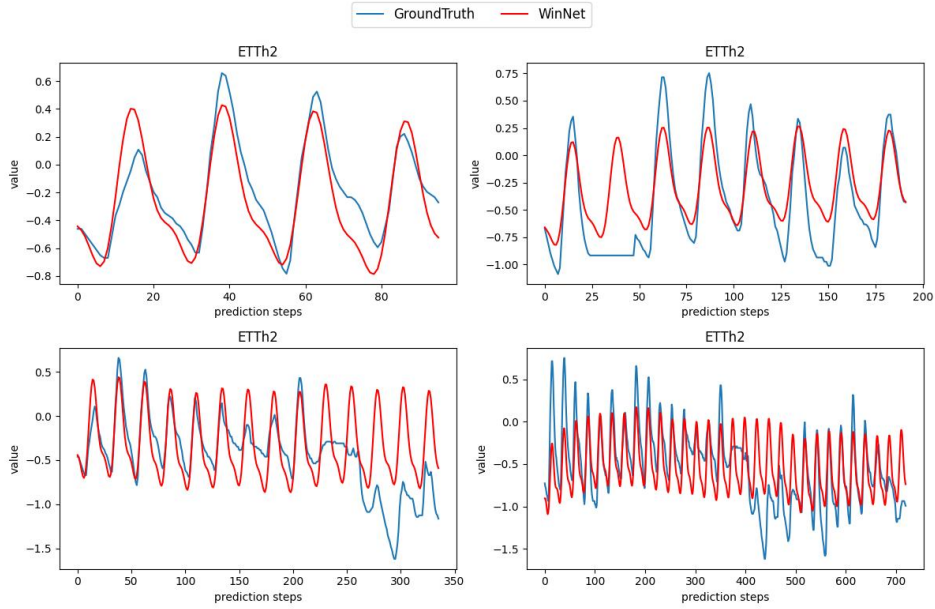 GroundTruth WinNet
ETTh2
0.6
0.4
0.2
0.0
−0.2
−0.4
−0.6
−0.8
value
0 20 40 60 80
prediction steps
ETTh2
0.75
0.50
0.25
0.00
−0.25
−0.50
−0.75
−1.00
value
0 25 50 75 100 125 150 175 200
prediction steps
ETTh2
0.5
0.0
−0.5
−1.0
−1.5
value
0 50 100 150 200 250 300 350
prediction steps
ETTh2
0.5
0.0
−0.5
−1.0
−1.5
value
0 100 200 300 400 500 600 700
prediction steps